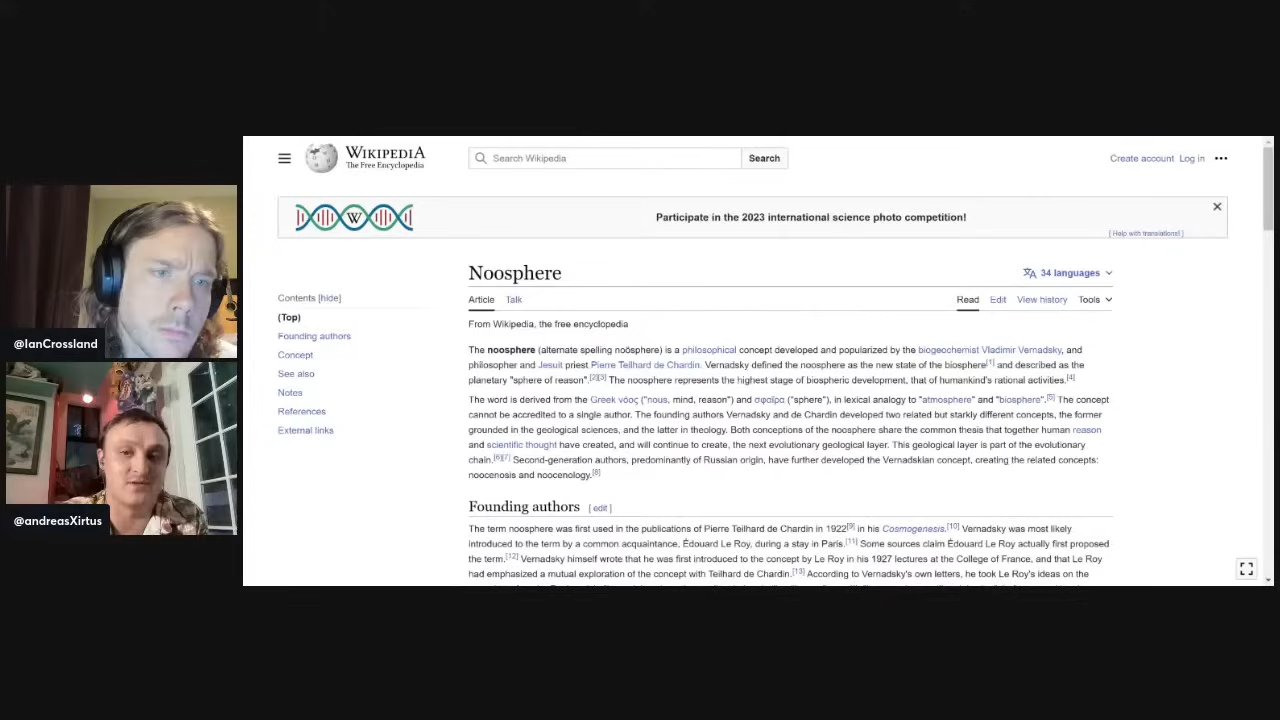 WIKIPEDIA
The Free Encyclopedia
Search Wikipedia
Search
Create account Log in
W
Participate in the 2023 international science photo competition!
[ Help with translations! ]
Noosphere
34 languages
Contents [hide]
Article Talk
Read Edit View history Tools
(Top)
From Wikipedia, the free encyclopedia
Founding authors
Concept
See also
Notes
References
External links
The noosphere (alternate spelling noösphere) is a philosophical concept developed and popularized by the biogeochemist Vladimir Vernadsky, and
philosopher and Jesuit priest Pierre Teilhard de Chardin. Vernadsky defined the noosphere as the new state of the biosphere[1] and described as the
planetary "sphere of reason".[2][3] The noosphere represents the highest stage of biospheric development, that of humankind's rational activities.[4]
The word is derived from the Greek νόος ("nous, mind, reason") and σφαῖρα ("sphere"), in lexical analogy to "atmosphere" and "biosphere".[5] The concept
cannot be accredited to a single author. The founding authors Vernadsky and de Chardin developed two related but starkly different concepts, the former
grounded in the geological sciences, and the latter in theology. Both conceptions of the noosphere share the common thesis that together human reason
and scientific thought have created, and will continue to create, the next evolutionary geological layer. This geological layer is part of the evolutionary
chain.[6][7] Second-generation authors, predominantly of Russian origin, have further developed the Vernadskian concept, creating the related concepts:
noocenosis and noocenology.[8]
Founding authors [ edit ]
The term noosphere was first used in the publications of Pierre Teilhard de Chardin in 1922[9] in his Cosmogenesis.[10] Vernadsky was most likely
introduced to the term by a common acquaintance, Édouard Le Roy, during a stay in Paris.[11] Some sources claim Édouard Le Roy actually first proposed
the term.[12] Vernadsky himself wrote that he was first introduced to the concept by Le Roy in his 1927 lectures at the College of France, and that Le Roy
had emphasized a mutual exploration of the concept with Teilhard de Chardin.[13] According to Vernadsky's own letters, he took Le Roy's ideas on the
@IanCrossland
@andreasXirtus